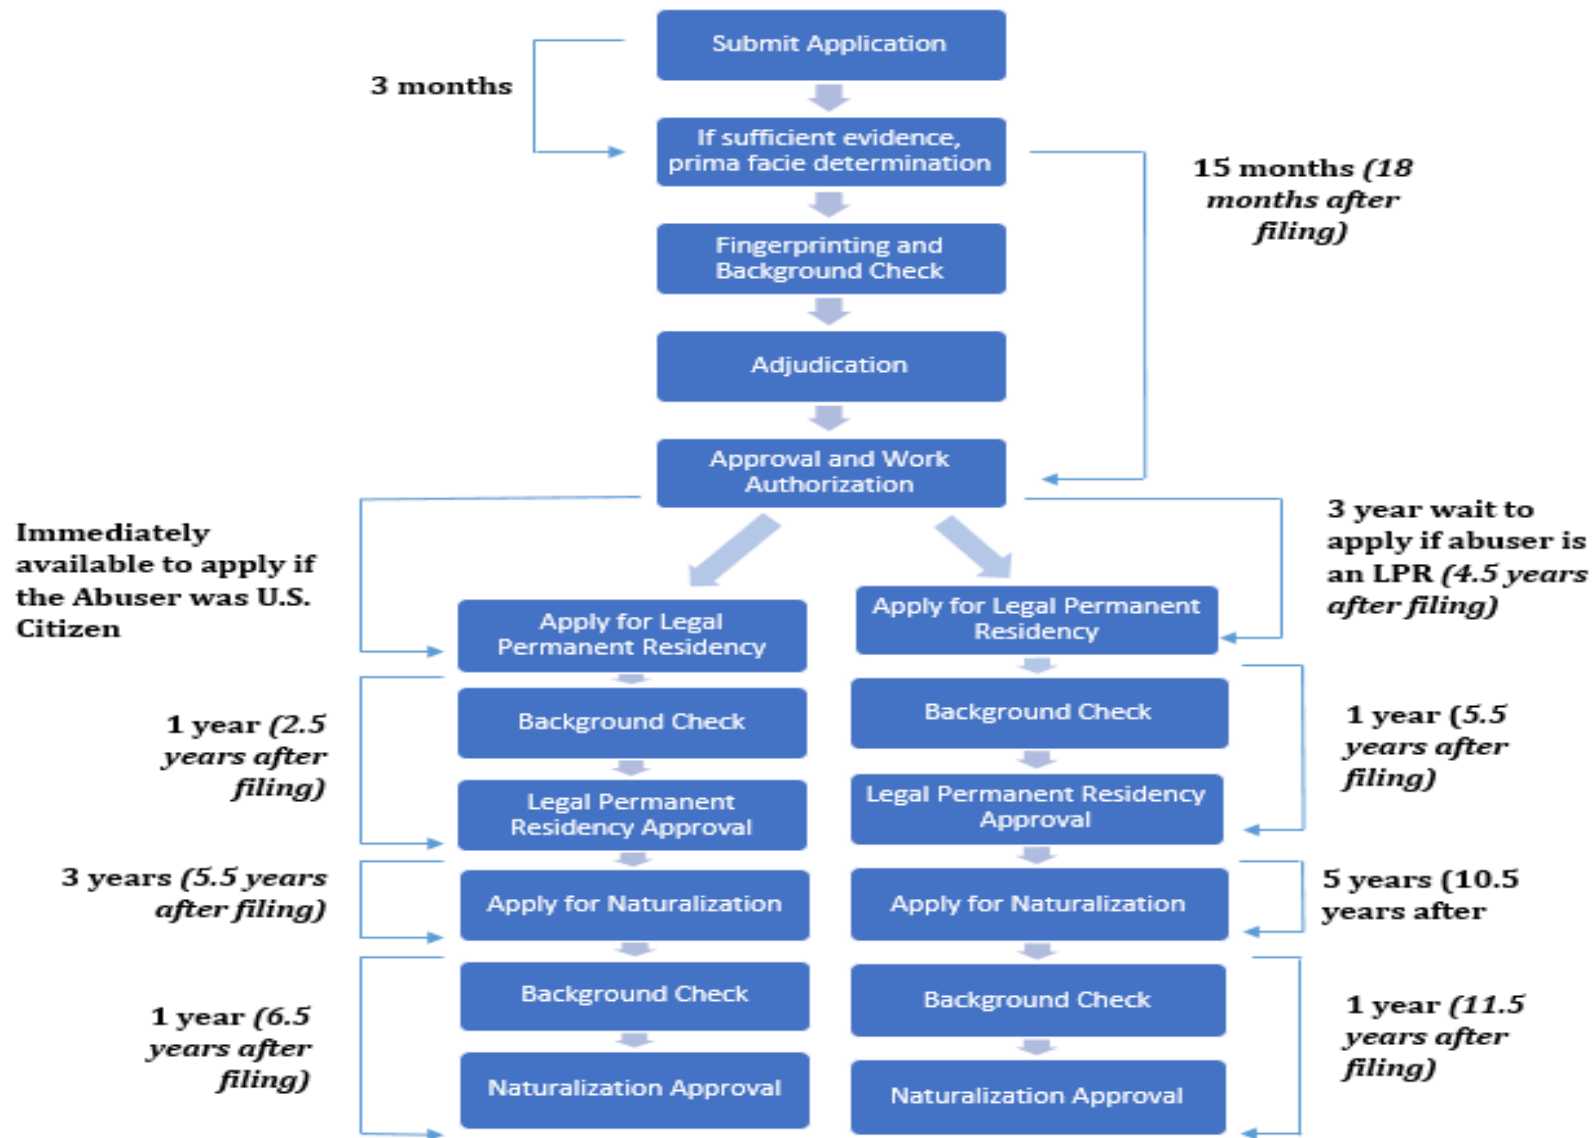 Submit Application
3 months
If sufficient evidence,
prima facie determination
15 months (18
months after
filing)
Fingerprinting and
Background Check
Adjudication
Approval and Work
Authorization
Immediately
available to apply if
the Abuser was U.S.
Citizen
3 year wait to
apply if abuser is
an LPR (4.5 years
after filing)
Apply for Legal
Permanent Residency
Apply for Legal Permanent
Residency
1 year (2.5
years after
filing)
Background Check
Background Check
1 year (5.5
years after
filing)
Legal Permanent
Residency Approval
Legal Permanent Residency
Approval
3 years (5.5 years
after filing)
Apply for Naturalization
Apply for Naturalization
5 years (10.5
years after
1 year (6.5
years after
filing)
Background Check
Background Check
1 year (11.5
years after
filing)
Naturalization Approval
Naturalization Approval